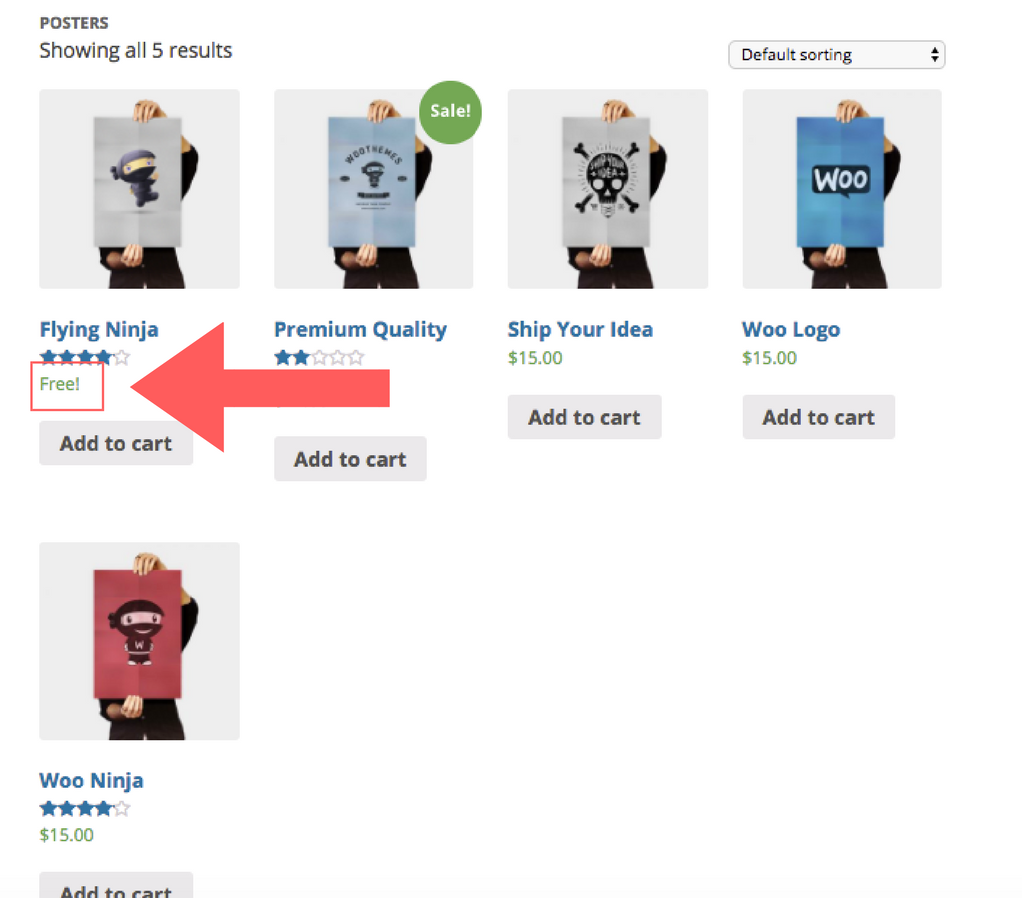 POSTERS
Showing all 5 results
Default sorting
Sale!
WOOTHEMES
SHIP YOUR
IDEA
WOO
Flying Ninja
Premium Quality
Ship Your Idea
Woo Logo
$15.00
$15.00
Free!
Add to cart
Add to cart
Add to cart
Add to cart
W
Woo Ninja
$15.00
Add to cart